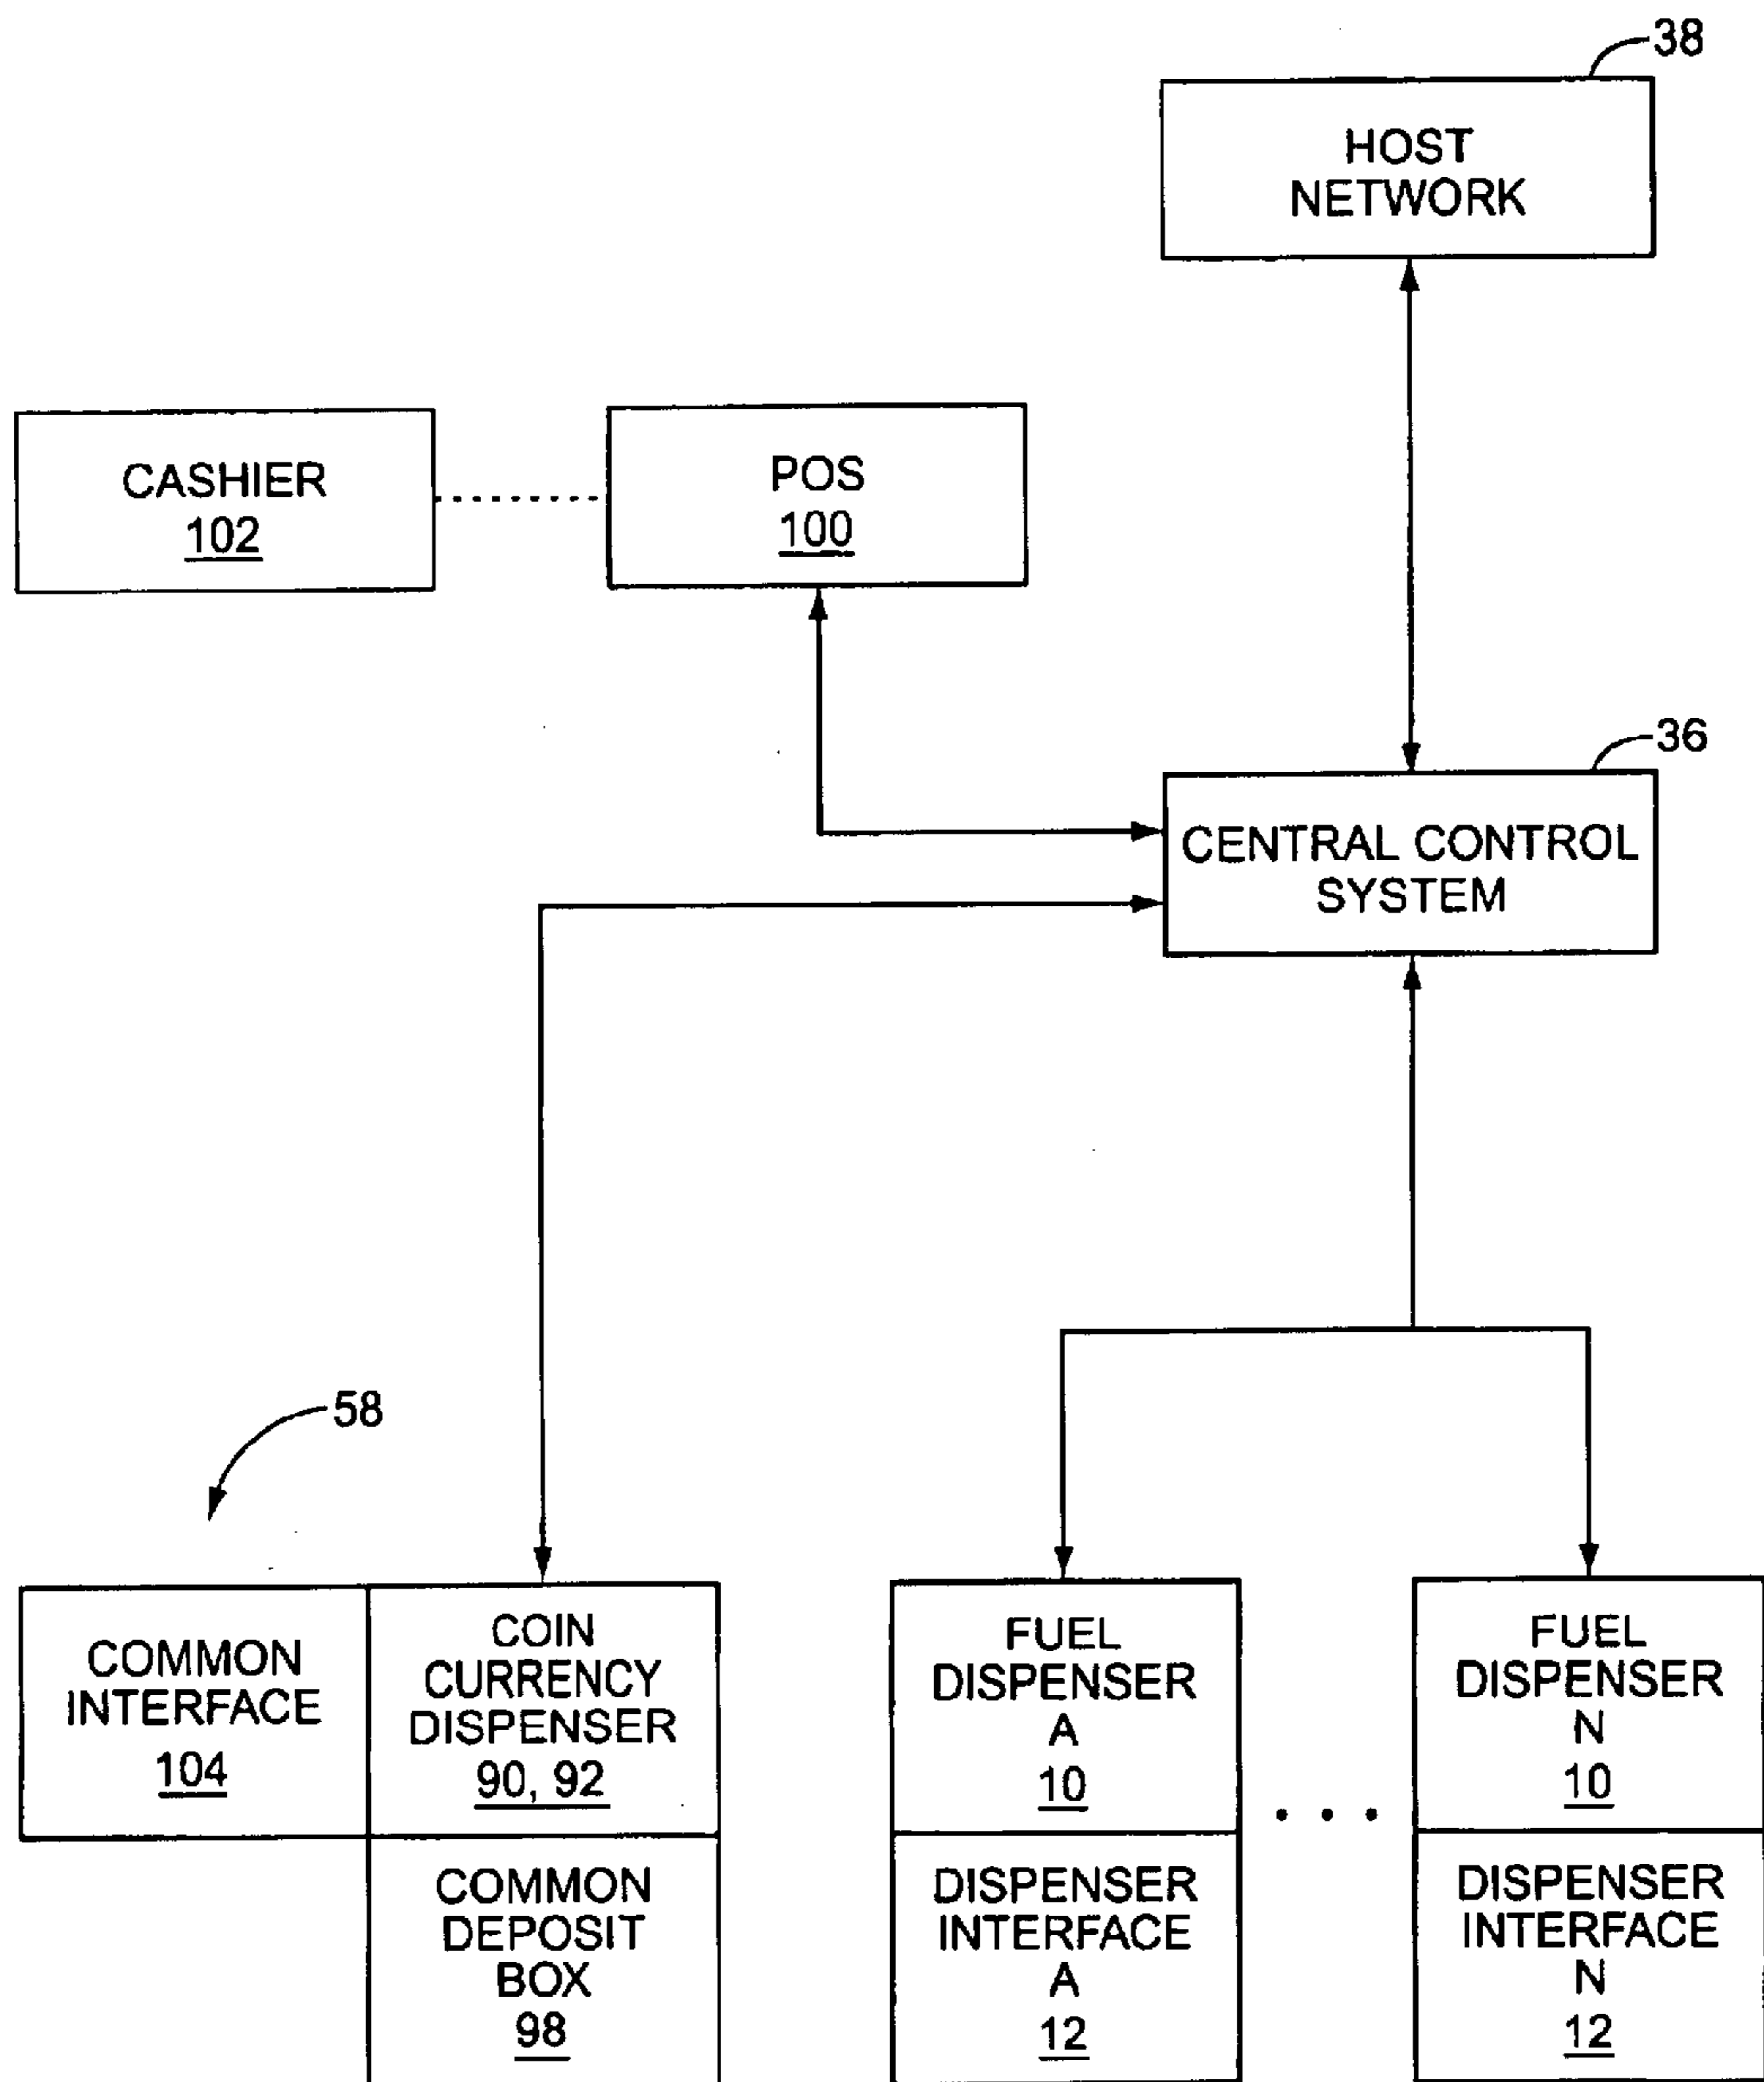 38
HOST
NETWORK
CASHIER
102
POS
100
36
CENTRAL CONTROL
SYSTEM
58
COMMON
INTERFACE
104
COIN
CURRENCY
DISPENSER
90, 92
COMMON
DEPOSIT
BOX
98
FUEL
DISPENSER
A
10
DISPENSER
INTERFACE
A
12
. . .
FUEL
DISPENSER
N
10
DISPENSER
INTERFACE
N
12